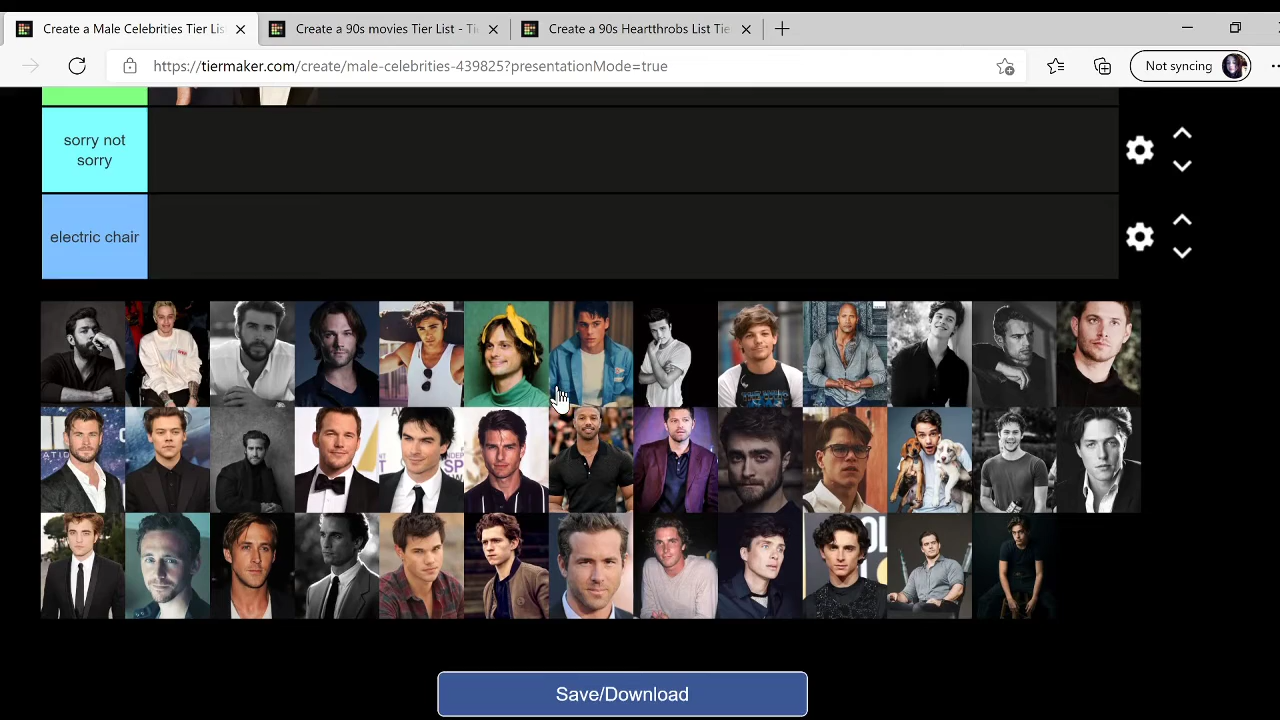 Create a Male Celebrities Tier Lis
Create a 90s movies Tier List - Ti
Create a 90s Hearttthrobs List Tie
https://tiermaker.com/create/male-celebrities-439825?presentationMode=true
Not syncing
sorry not
sorry
electric chair
Save/Download